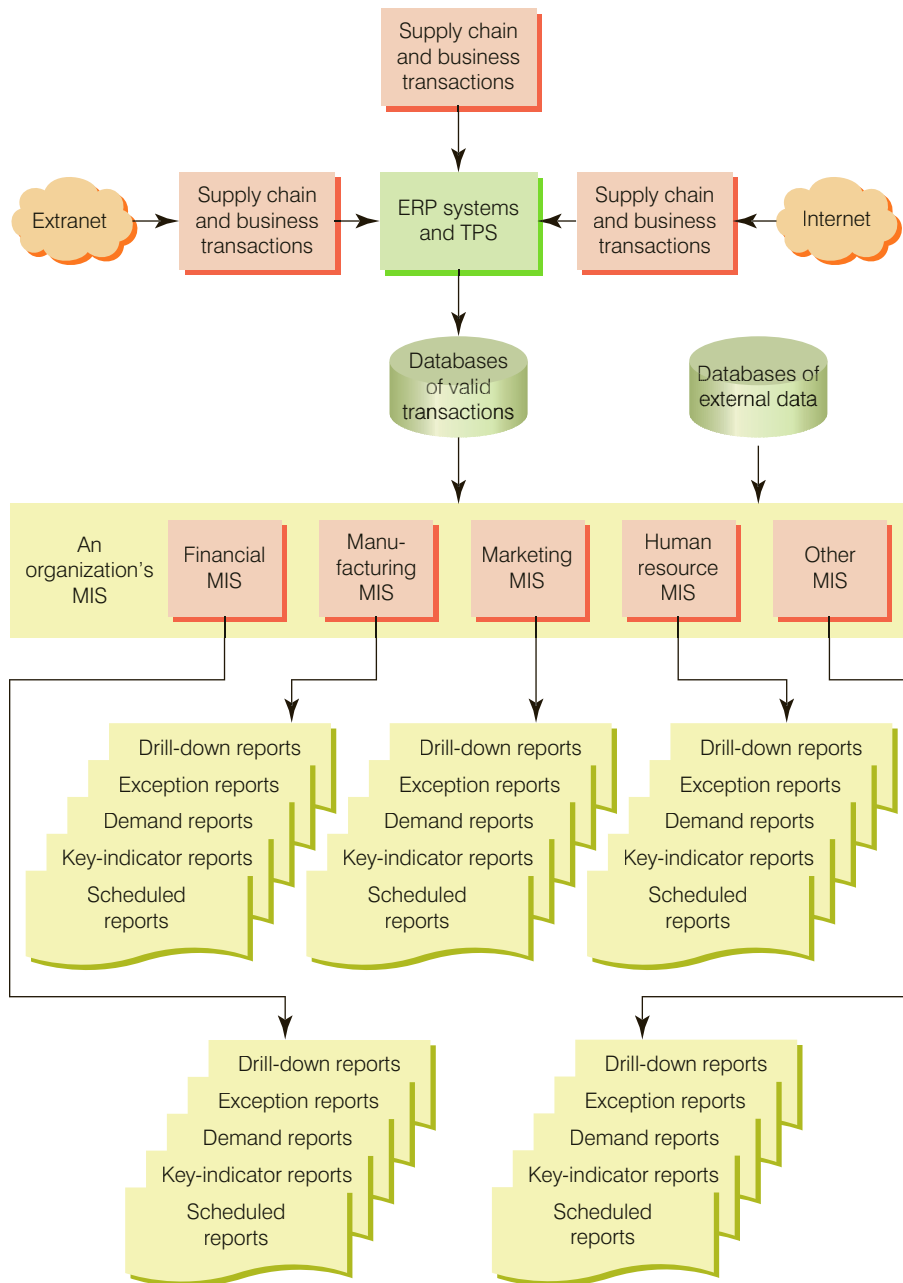 Supply chain
and business
transactions
Extranet
Supply chain
and business
transactions
ERP systems
and TPS
Supply chain
and business
transactions
Internet
Databases
of valid
transactions
Databases of
external data
An
organization's
MIS
Financial
MIS
Manu-
facturing
MIS
Marketing
MIS
Human
resource
MIS
Other
MIS
Drill-down reports
Exception reports
Demand reports
Key-indicator reports
Scheduled
reports
Drill-down reports
Exception reports
Demand reports
Key-indicator reports
Scheduled
reports
Drill-down reports
Exception reports
Demand reports
Key-indicator reports
Scheduled
reports
Drill-down reports
Exception reports
Demand reports
Key-indicator reports
Scheduled
reports
Drill-down reports
Exception reports
Demand reports
Key-indicator reports
Scheduled
reports